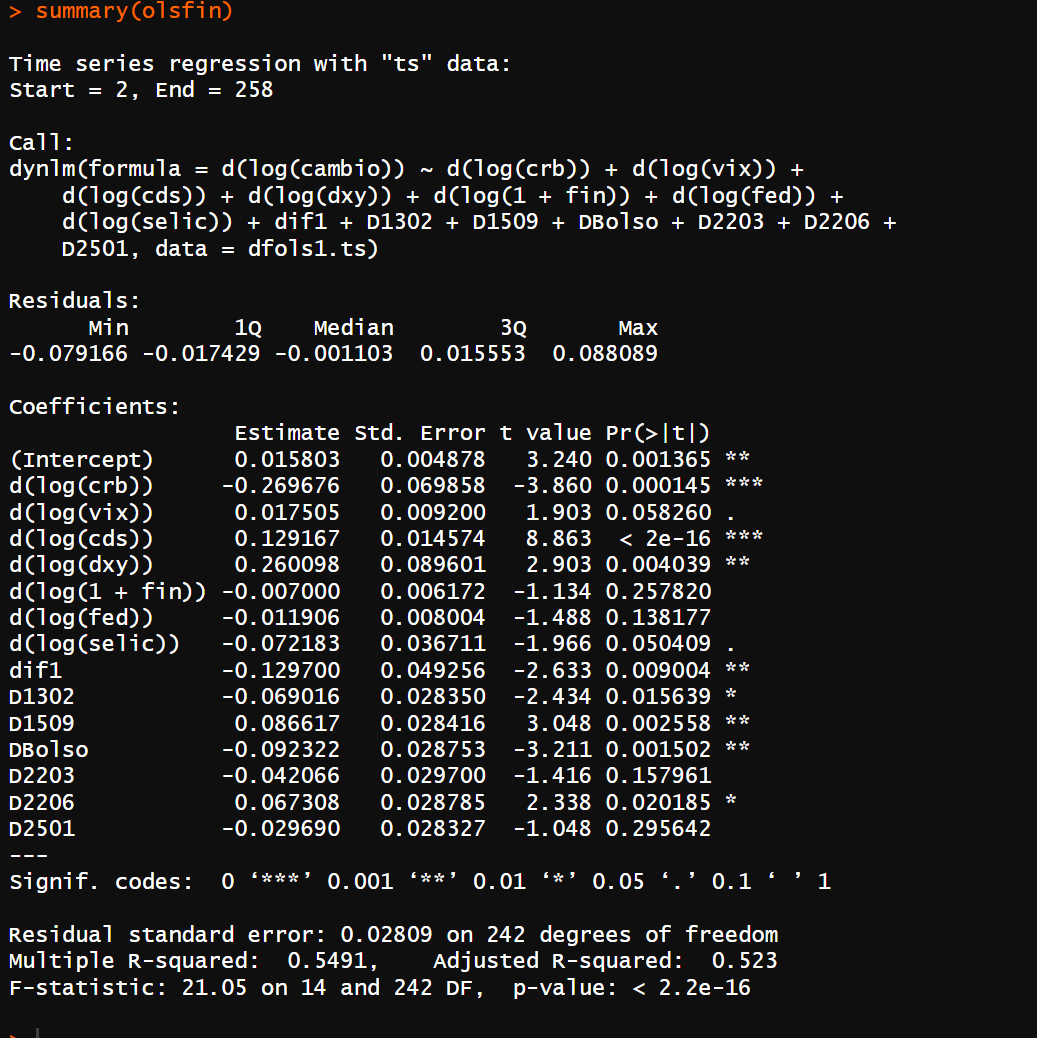 > summary(olsfin)
Time series regression with "ts" data:
Start = 2, End = 258
Call:
dynlm(formula = d(log(cambio)) ~ d(log(crb)) + d(log(vix)) +
    d(log(cds)) + d(log(dxy)) + d(log(1 + fin)) + d(log(fed)) +
    d(log(selic)) + dif1 + D1302 + D1509 + DBolso + D2203 + D2206 +
    D2501, data = dfols1.ts)
Residuals:
      Min        1Q    Median        3Q       Max
-0.079166 -0.017429 -0.001103  0.015553  0.088089
Coefficients:
                 Estimate Std. Error t value Pr(>|t|)
(Intercept)      0.015803   0.004878   3.240 0.001365 **
d(log(crb))     -0.269676   0.069858  -3.860 0.000145 ***
d(log(vix))      0.017505   0.009200   1.903 0.058260 .
d(log(cds))      0.129167   0.014574   8.863  < 2e-16 ***
d(log(dxy))      0.260098   0.089601   2.903 0.004039 **
d(log(1 + fin)) -0.007000   0.006172  -1.134 0.257820
d(log(fed))     -0.011906   0.008004  -1.488 0.138177
d(log(selic))   -0.072183   0.036711  -1.966 0.050409 .
dif1            -0.129700   0.049256  -2.633 0.009004 **
D1302           -0.069016   0.028350  -2.434 0.015639 *
D1509            0.086617   0.028416   3.048 0.002558 **
DBolso          -0.092322   0.028753  -3.211 0.001502 **
D2203           -0.042066   0.029700  -1.416 0.157961
D2206            0.067308   0.028785   2.338 0.020185 *
D2501           -0.029690   0.028327  -1.048 0.295642
---
Signif. codes:  0 ‘***’ 0.001 ‘**’ 0.01 ‘*’ 0.05 ‘.’ 0.1 ‘ ’ 1
Residual standard error: 0.02809 on 242 degrees of freedom
Multiple R-squared:  0.5491,    Adjusted R-squared:  0.523
F-statistic: 21.05 on 14 and 242 DF,  p-value: < 2.2e-16
>